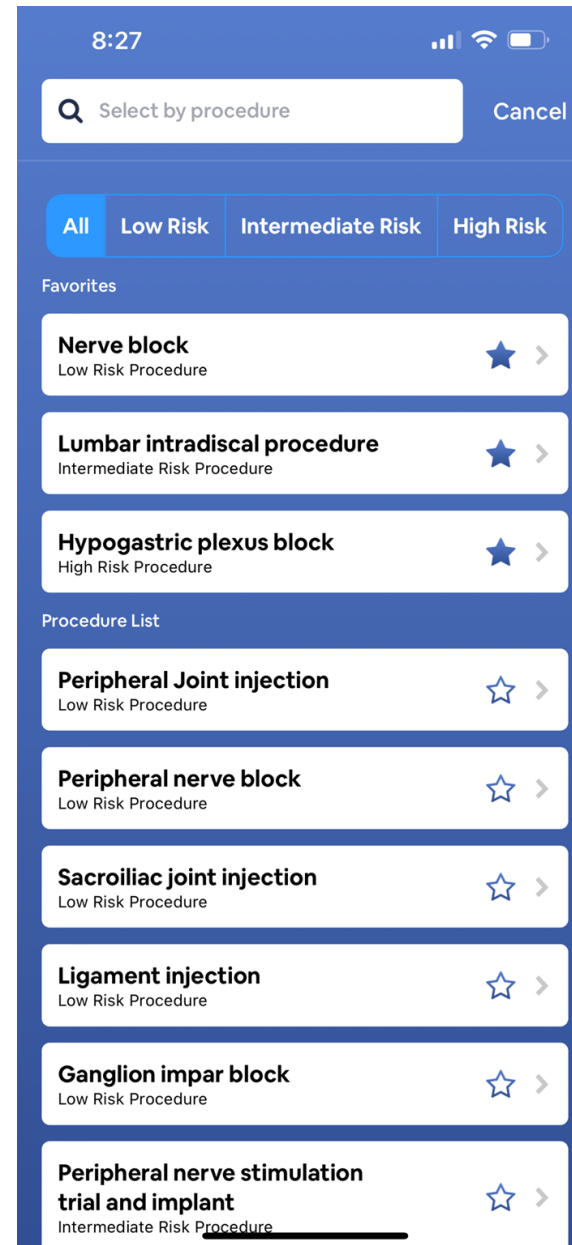 8:27
Select by procedure
Cancel
All
Low Risk
Intermediate Risk
High Risk
Favorites
Nerve block
Low Risk Procedure
Lumbar intradiscal procedure
Intermediate Risk Procedure
Hypogastric plexus block
High Risk Procedure
Procedure List
Peripheral Joint injection
Low Risk Procedure
Peripheral nerve block
Low Risk Procedure
Sacroiliac joint injection
Low Risk Procedure
Ligament injection
Low Risk Procedure
Ganglion impar block
Low Risk Procedure
Peripheral nerve stimulation
trial and implant
Intermediate Risk Procedure